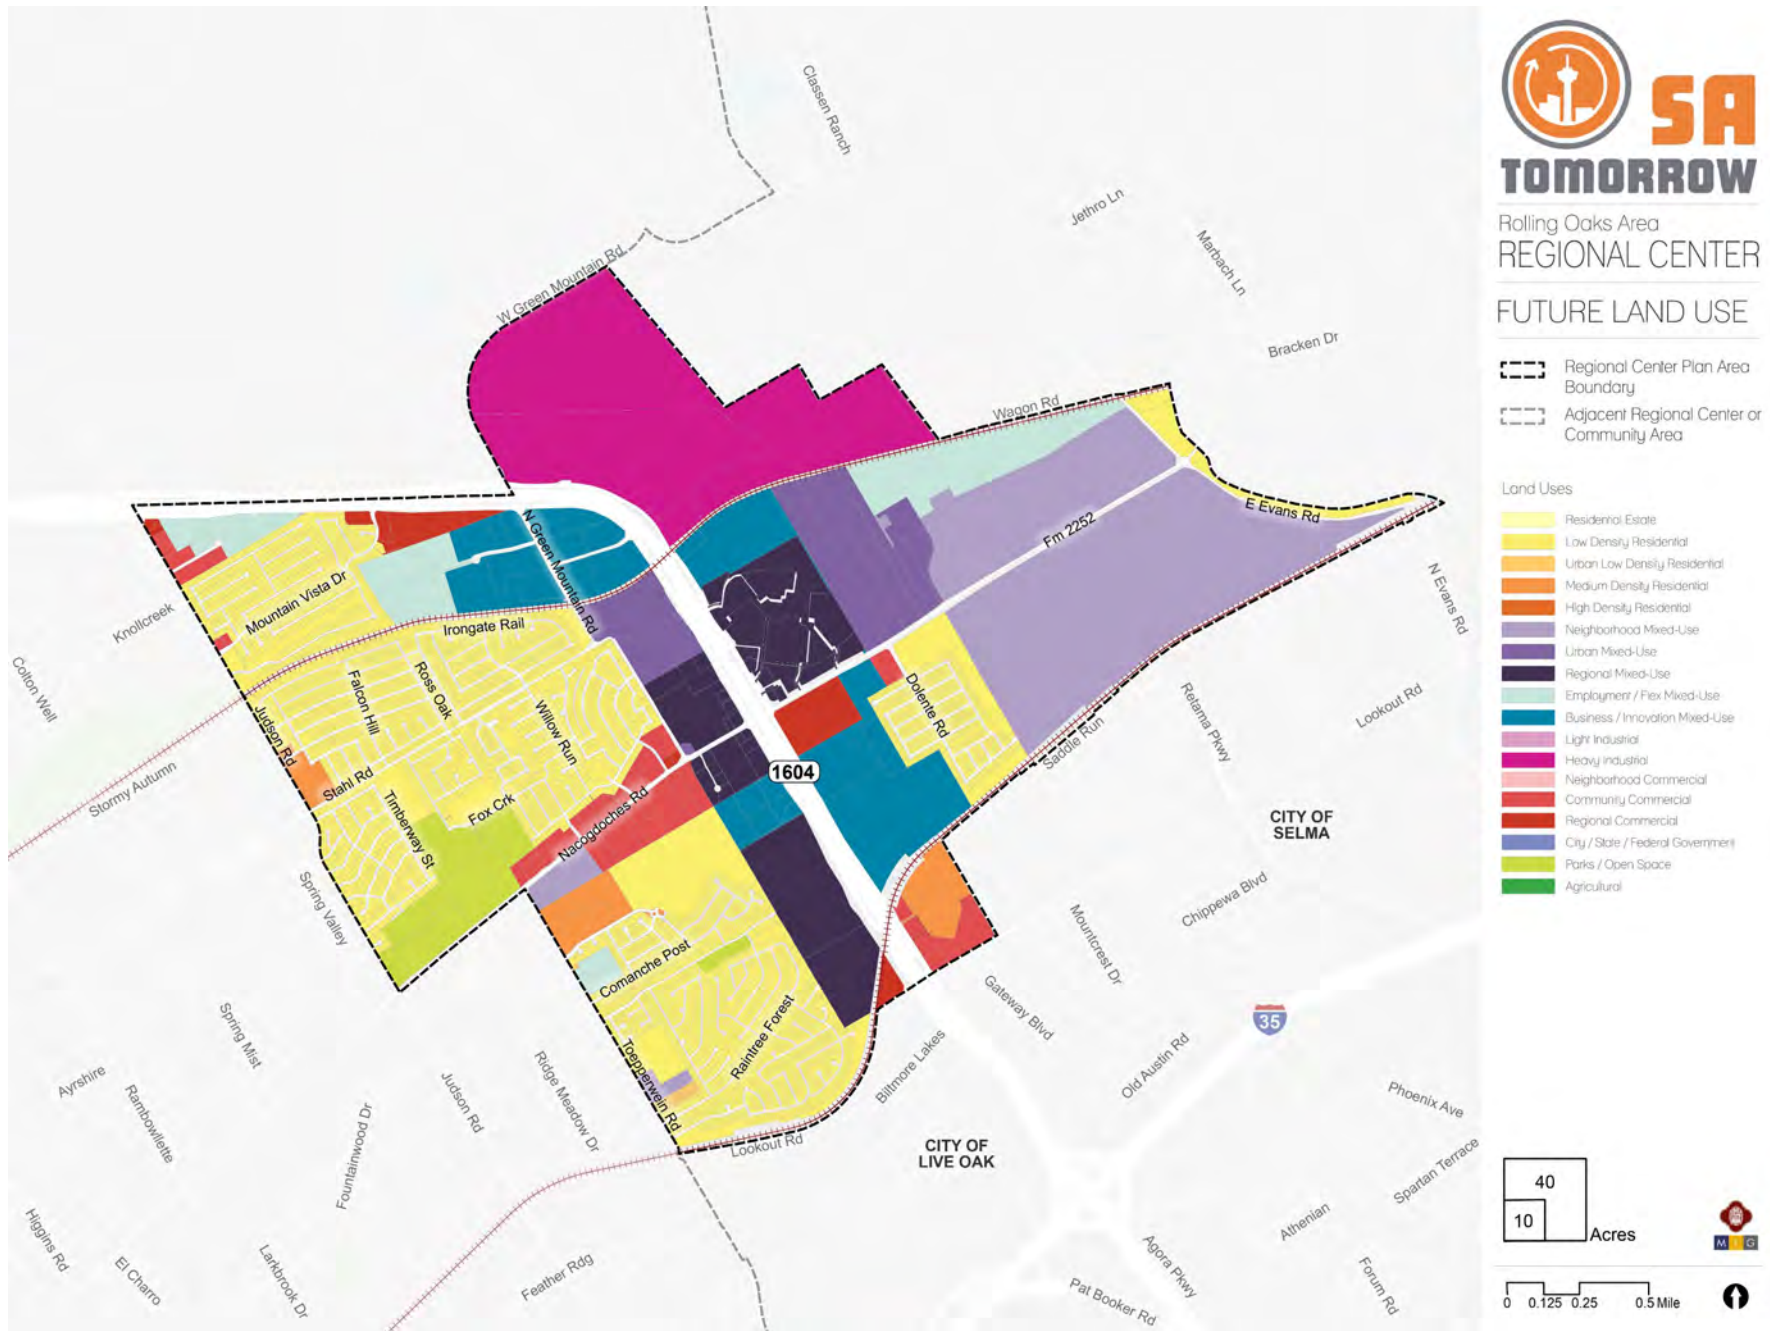 SA
TOMORROW
Rolling Oaks Area
REGIONAL CENTER
FUTURE LAND USE
Regional Center Plan Area
Boundary
Adjacent Regional Center or
Community Area
Land Uses
Residential Estate
Low Density Residential
Urban Low Density Residential
Medium Density Residential
High Density Residential
Neighborhood Mixed-Use
Urban Mixed-Use
Regional Mixed-Use
Employment / Flex Mixed-Use
Business / Innovation Mixed-Use
Light Industrial
Heavy Industrial
Neighborhood Commercial
Community Commercial
Regional Commercial
City / State / Federal Government
Parks / Open Space
Agricultural
40
10
Acres
M I G
0 0.125 0.25 0.5 Mile
Classen Ranch
Jethro Ln
Marbach Ln
W Green Mountain Rd
Bracken Dr
Wagon Rd
E Evans Rd
Fm 2252
N Green Mountain Rd
N Evans Rd
Mountain Vista Dr
Knollcreek
Irongate Rail
Colton Well
Falcon Hill
Ross Oak
Willow Run
Dolente Rd
Retama Pkwy
Lookout Rd
Judson Rd
Saddle Run
Stahl Rd
1604
Stormy Autumn
Timberway St
Fox Crk
Nacogdoches Rd
CITY OF
SELMA
Spring Valley
Chippewa Blvd
Mountcrest Dr
Comanche Post
Gateway Blvd
Raintree Forest
35
Spring Mist
Toepperwein Rd
Biltmore Lakes
Old Austin Rd
Ayrshire
Rambowllette
Judson Rd
Ridge Meadow Dr
Phoenix Ave
Fountainwood Dr
Lookout Rd
CITY OF
LIVE OAK
Spartan Terrace
Higgins Rd
El Charro
Larkbrook Dr
Feather Rdg
Athenian
Agora Pkwy
Pat Booker Rd
Forum Rd